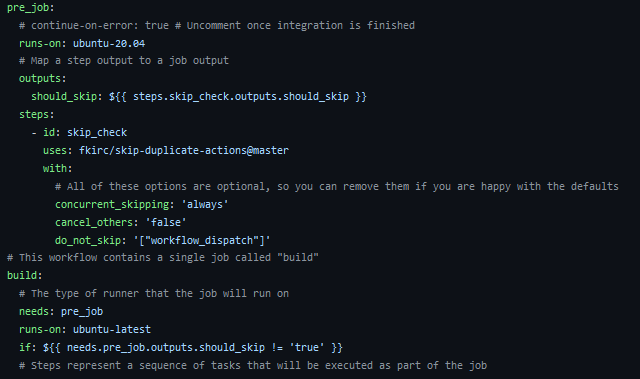 pre_job:
# continue-on-error: true # Uncomment once integration is finished
runs-on: ubuntu-20.04
# Map a step output to a job output
outputs:
should_skip: ${{ steps.skip_check.outputs.should_skip }}
steps:
- id: skip_check
uses: fkirc/skip-duplicate-actions@master
with:
# All of these options are optional, so you can remove them if you are happy with the defaults
concurrent_skipping: 'always'
cancel_others: 'false'
do_not_skip: '["workflow_dispatch"]'
# This workflow contains a single job called "build"
build:
# The type of runner that the job will run on
needs: pre_job
runs-on: ubuntu-latest
if: ${{ needs.pre_job.outputs.should_skip != 'true' }}
# Steps represent a sequence of tasks that will be executed as part of the job